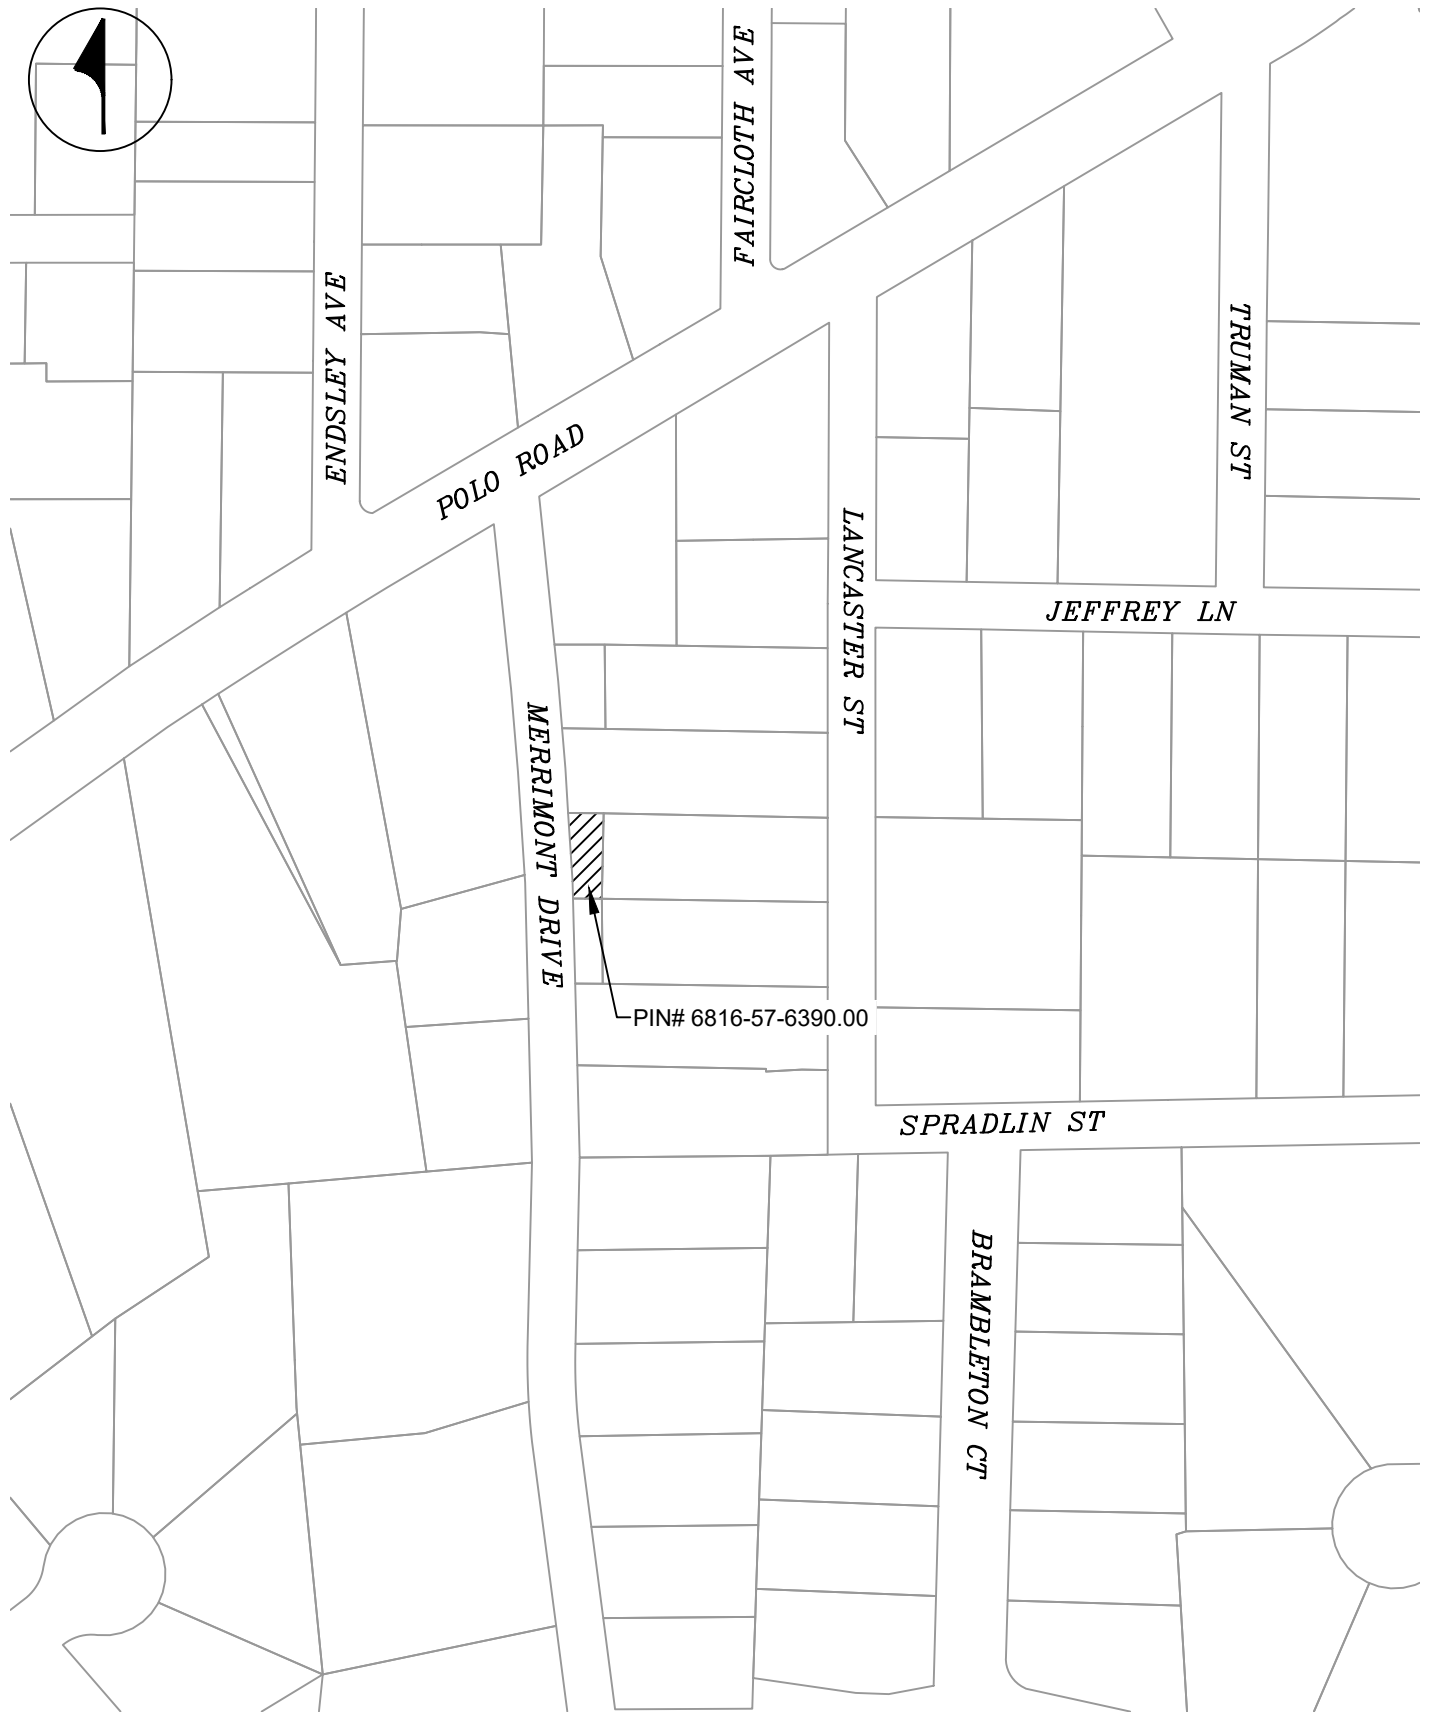 FAIRCLOTH AVE
ENDSLEY AVE
TRUMAN ST
POLO ROAD
LANCASTER ST
JEFFREY LN
MERRIMONT DRIVE
PIN# 6816-57-6390.00
SPRADLIN ST
BRAMBLETON CT